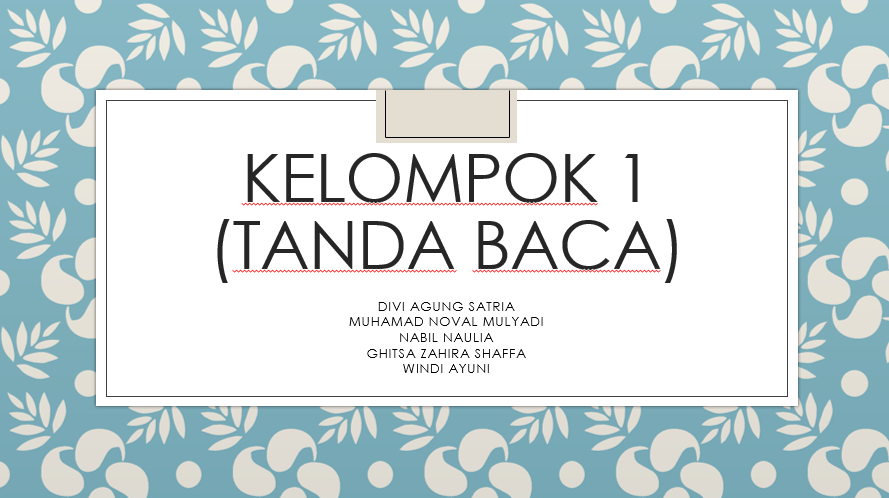 KELOMPOK 1
(TANDA BACA)
DIVI AGUNG SATRIA
MUHAMAD NOVAL MULYADI
NABIL NAULIA
GHITSA ZAHIRA SHAFFA
WINDI AYUNI